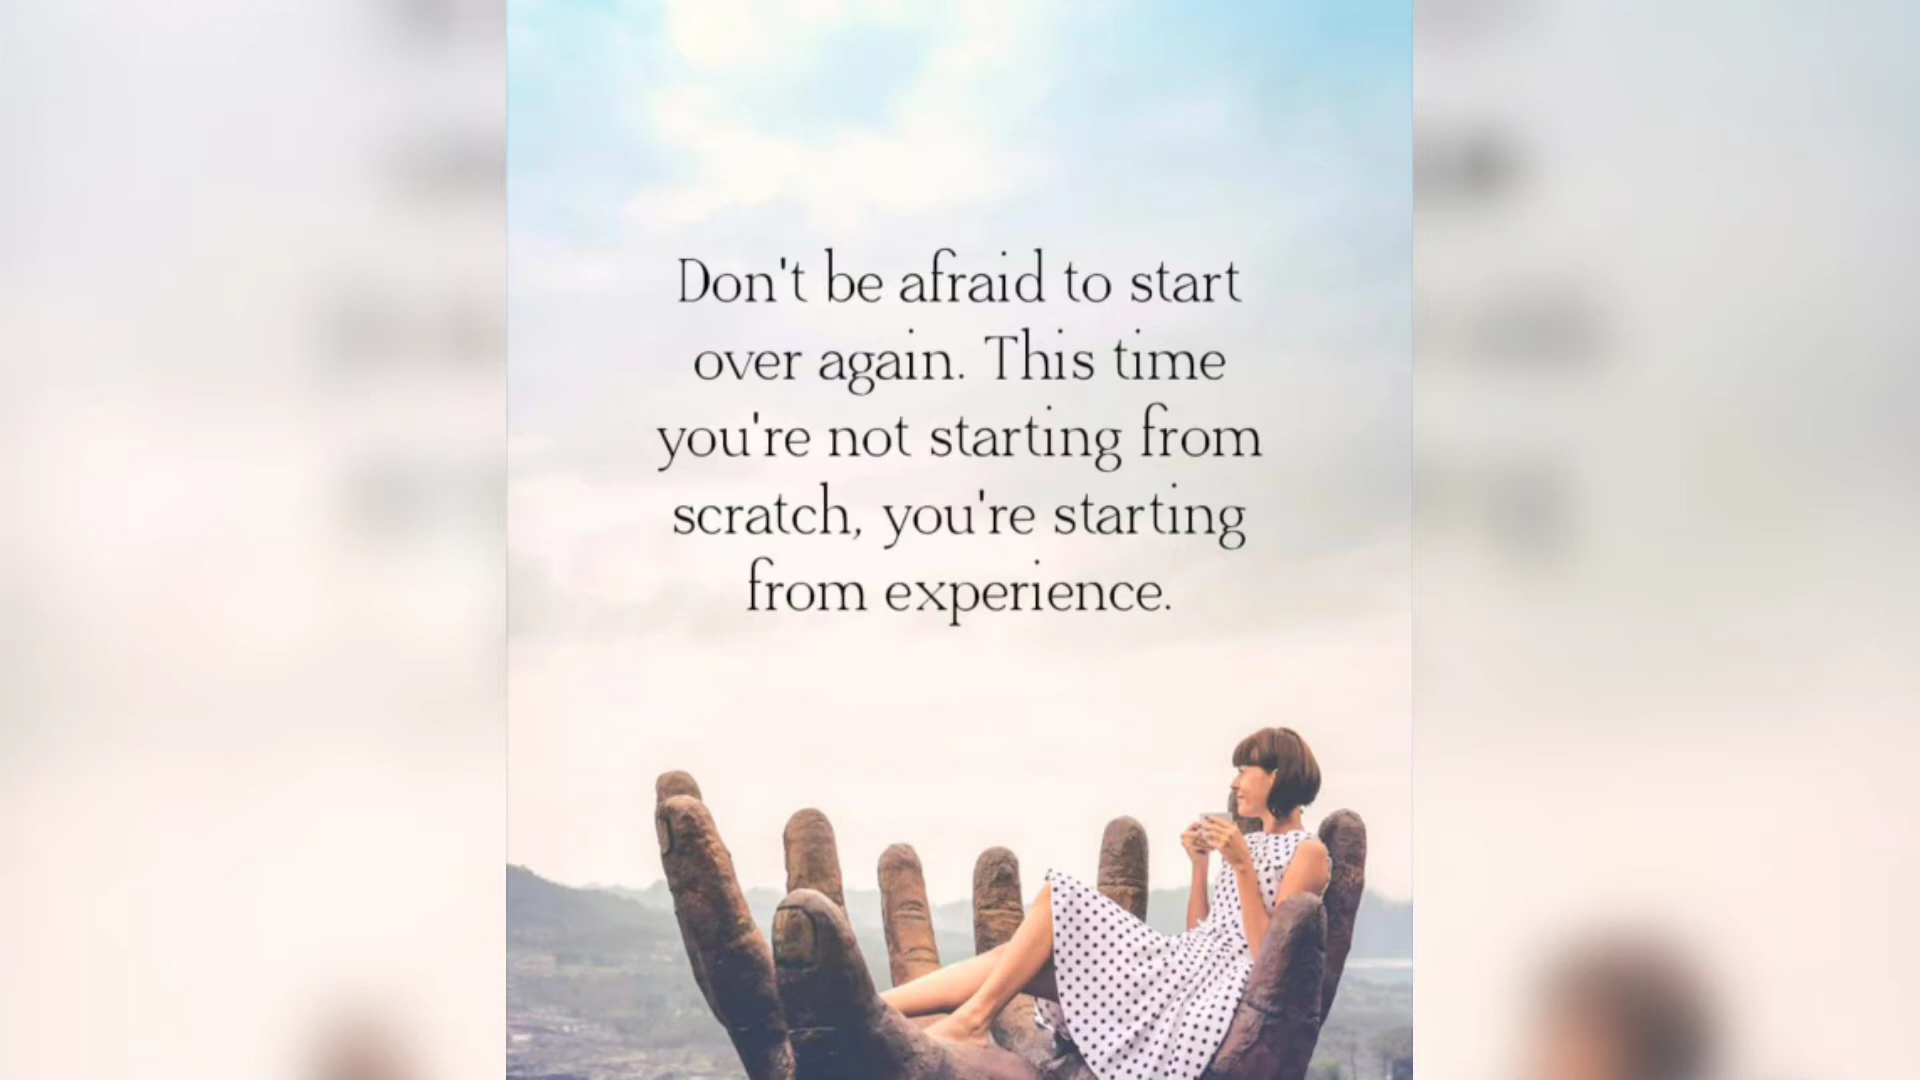 Don't be afraid to start
over again. This time
you're not starting from
scratch, you're starting
from experience.